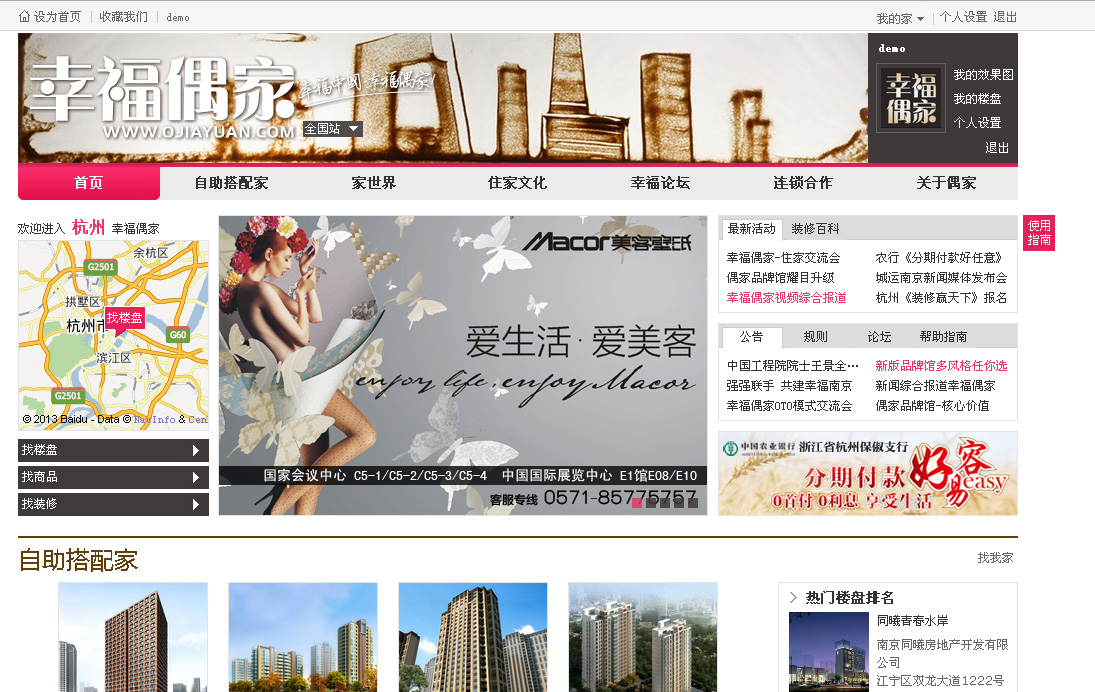 设为首页 收藏我们 demo 我的家 个人设置 退出
幸福偶家 幸福中国 幸福偶家!
WWW.OJIAYUAN.COM 全国站
demo
幸福偶家
我的效果图
我的楼盘
个人设置
退出
首页 自助搭配家 家世界 住家文化 幸福论坛 连锁合作 关于偶家
欢迎进入 杭州 幸福偶家
余杭区
G2501
拱墅区
杭州市
找楼盘
G60
滨江区
G2501
© 2013 Baidu - Data © NavInfo & Cen
找楼盘
找商品
找装修
Macor美客壁纸
爱生活·爱美客
enjoy life, enjoy Macor
国家会议中心 C5-1/C5-2/C5-3/C5-4 中国国际展览中心 E1馆E08/E10
客服专线 0571-85775757
最新活动 装修百科
幸福偶家-住家交流会 农行《分期付款好任意》
偶家品牌馆耀目升级 城运南京新闻媒体发布会
幸福偶家视频综合报道 杭州《装修赢天下》报名
使用
指南
公告 规则 论坛 帮助指南
中国工程院院士王景全… 新版品牌馆多风格任你选
强强联手 共建幸福南京 新闻综合报道幸福偶家
幸福偶家OTO模式交流会 偶家品牌馆-核心价值
中国农业银行 浙江省杭州保俶支行
分期付款 好容易easy
0首付 0利息 享受生活
自助搭配家 找我家
热门楼盘排名
同曦青春水岸
南京同曦房地产开发有限
公司
江宁区双龙大道1222号